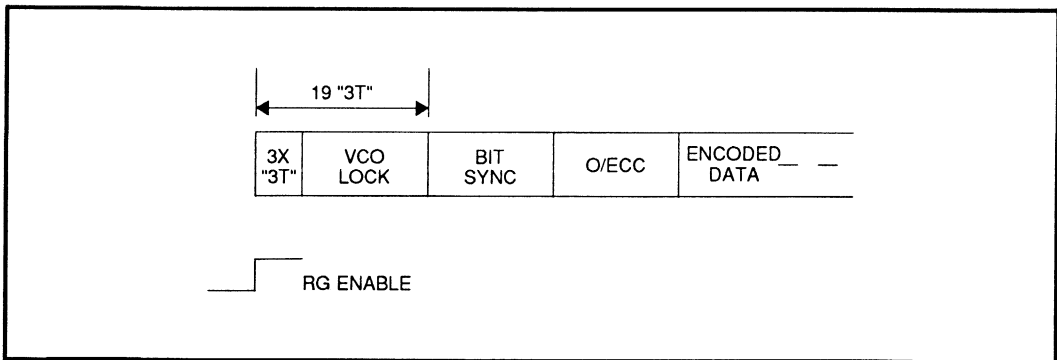 19 "3T"
3X
"3T"
VCO
LOCK
BIT
SYNC
O/ECC
ENCODED
DATA
RG ENABLE